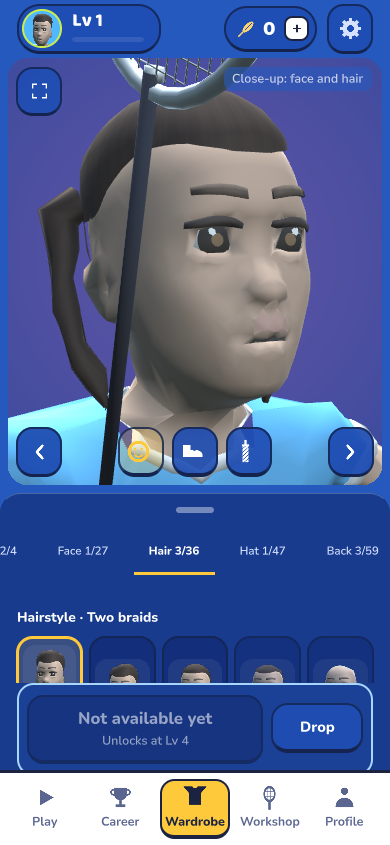 Lv 1
0
+
Close-up: face and hair
2/4
Face 1/27
Hair 3/36
Hat 1/47
Back 3/59
Hairstyle · Two braids
Not available yet
Unlocks at Lv 4
Drop
Play
Career
Wardrobe
Workshop
Profile